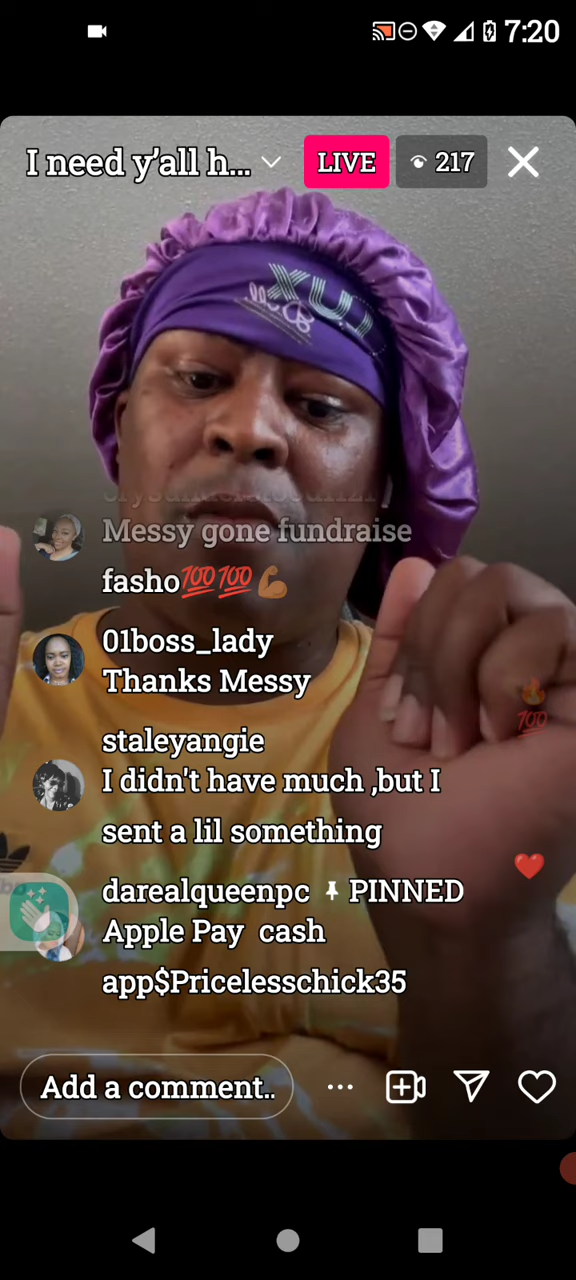 7:20
I need y’all h...
LIVE
217
Messy gone fundraise
fasho💯💯💪🏾
01boss_lady
Thanks Messy
staleyangie
I didn't have much ,but I
sent a lil something
darealqueenpc 📌 PINNED
Apple Pay cash
app$Pricelesschick35
Add a comment..